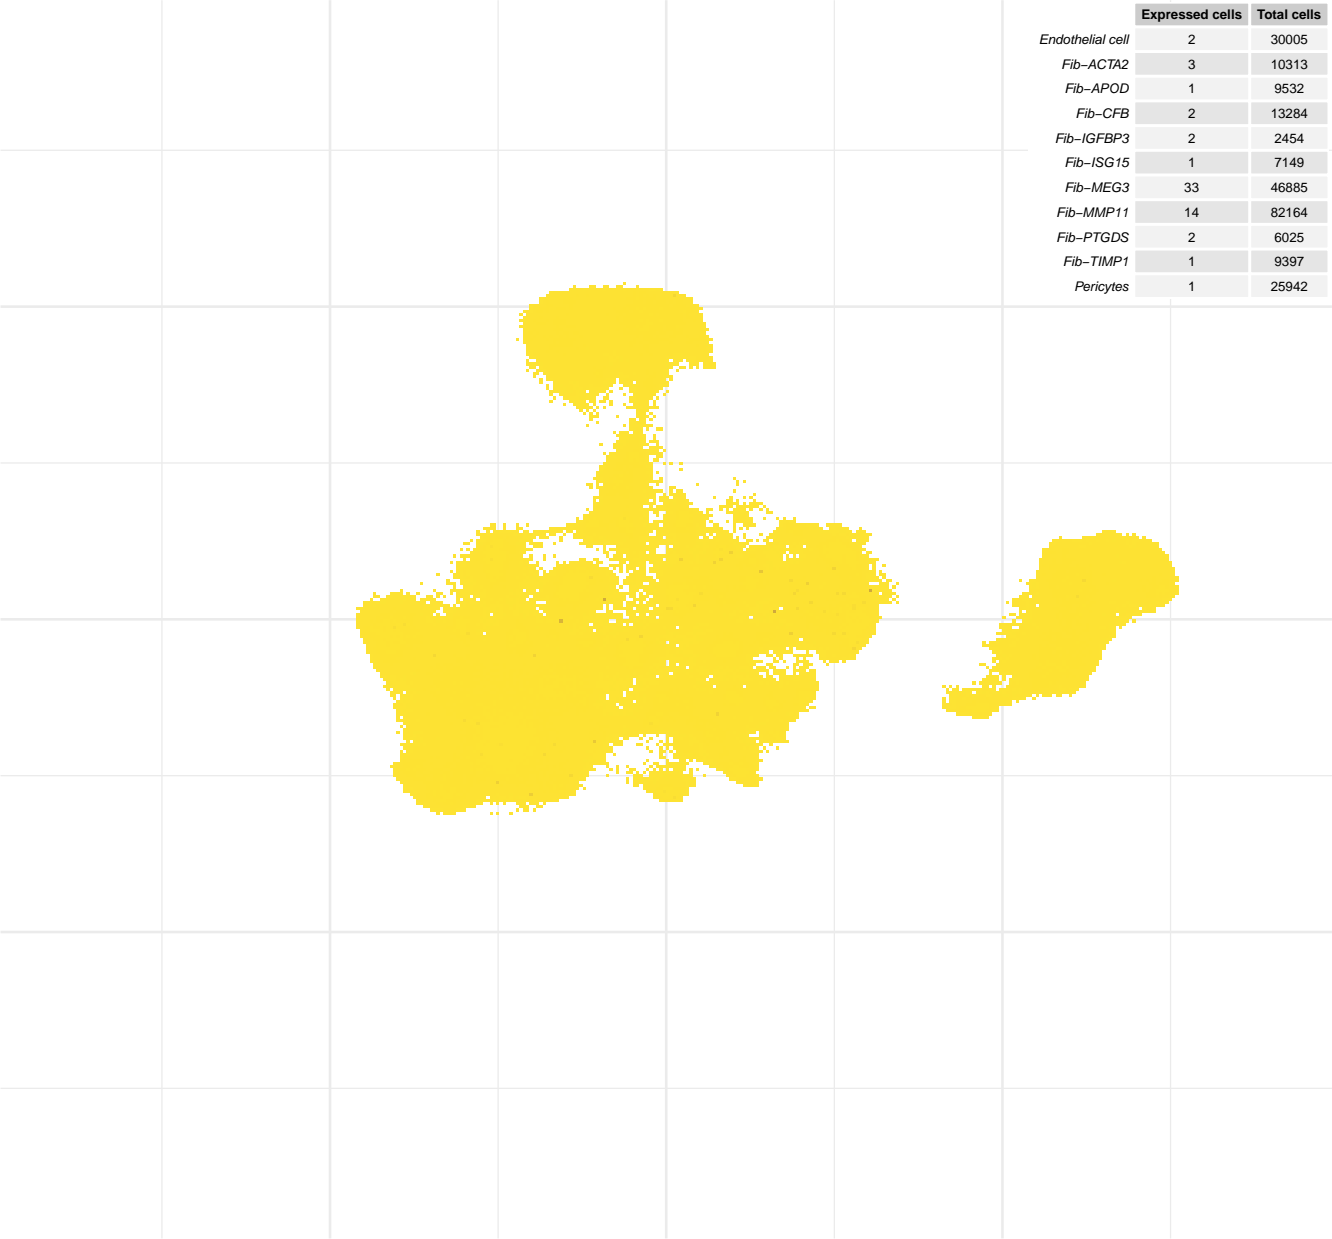 Expressed cells Total cells
Endothelial cell 2 30005
Fib−ACTA2 3 10313
Fib−APOD 1 9532
Fib−CFB 2 13284
Fib−IGFBP3 2 2454
Fib−ISG15 1 7149
Fib−MEG3 33 46885
Fib−MMP11 14 82164
Fib−PTGDS 2 6025
Fib−TIMP1 1 9397
Pericytes 1 25942